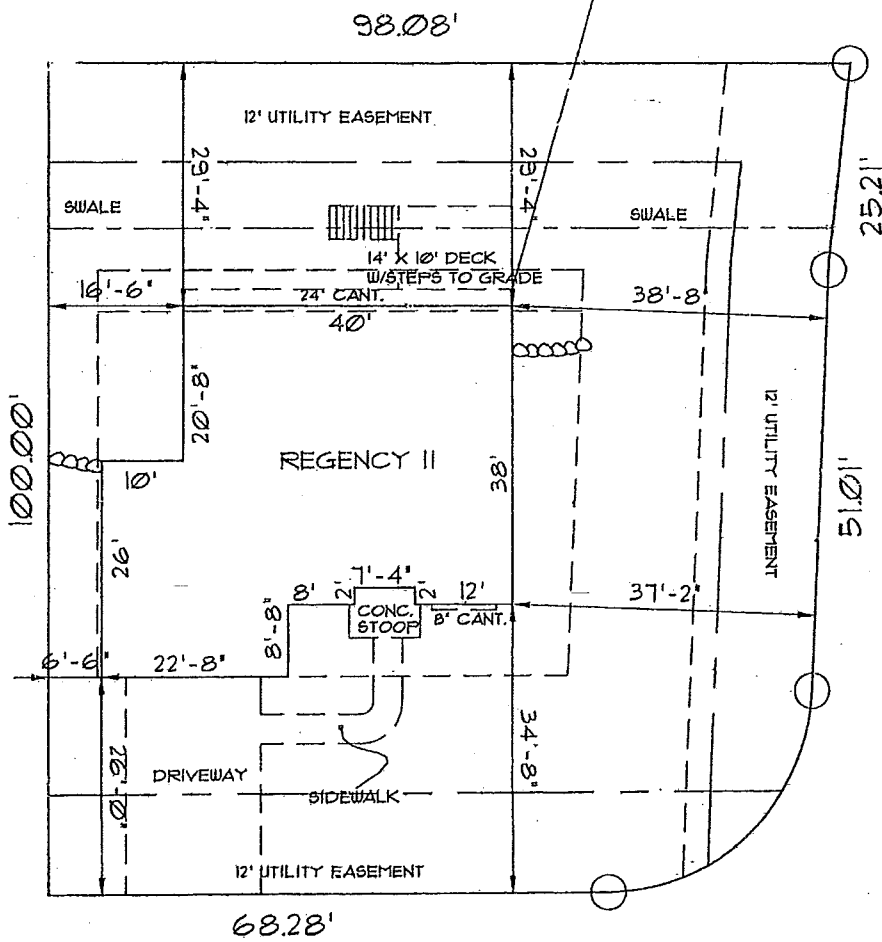 98.08'
12' UTILITY EASEMENT
29'-4"
29'-4"
25.21'
SWALE
SWALE
14' X 10' DECK
W/STEPS TO GRADE
16'-6"
24' CANT.
38'-8"
40'
20'-8"
100.00'
REGENCY II
10'
38'
12' UTILITY EASEMENT
51.01'
26'
7'-4"
8'
2'
2'
12'
37'-2"
CONC.
STOOP
8' CANT.
8'-8"
6'-6"
22'-8"
34'-8"
26'-0"
DRIVEWAY
SIDEWALK
12' UTILITY EASEMENT
68.28'